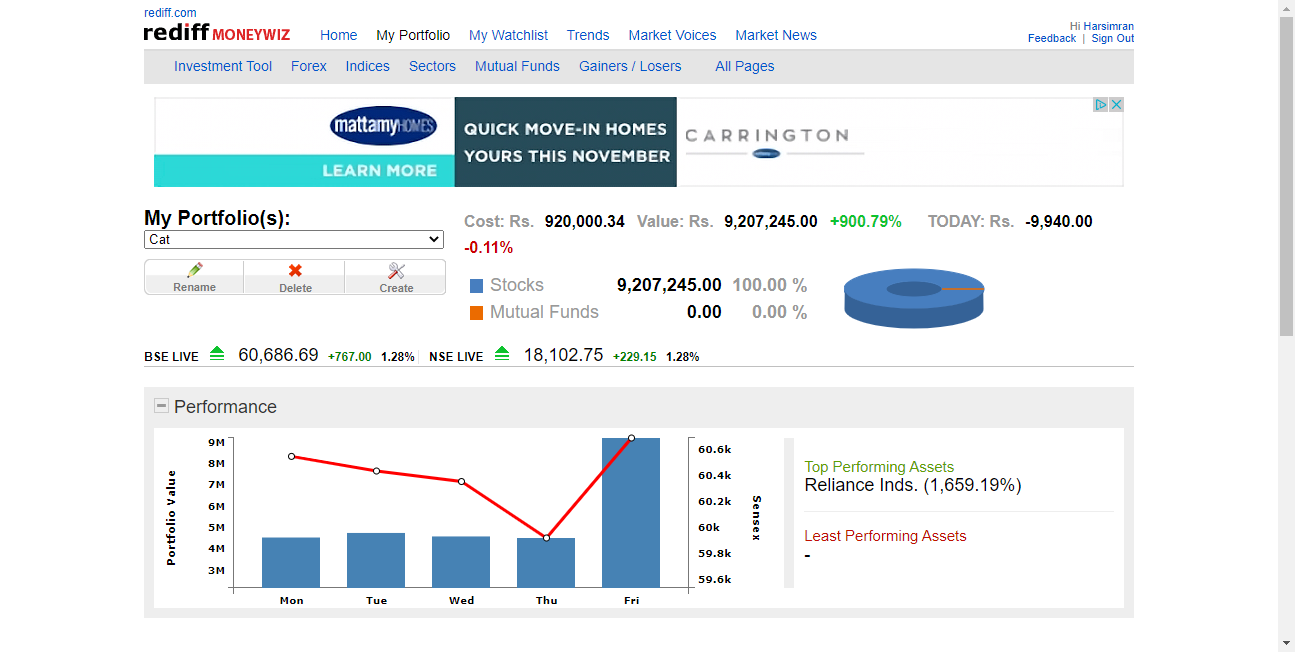 rediff.com
rediff MONEYWIZ
Home My Portfolio My Watchlist Trends Market Voices Market News
Hi Harsimran
Feedback | Sign Out
Investment Tool Forex Indices Sectors Mutual Funds Gainers / Losers All Pages
mattamyHOMES
LEARN MORE
QUICK MOVE-IN HOMES
YOURS THIS NOVEMBER
CARRINGTON
My Portfolio(s):
Cat
Rename Delete Create
Cost: Rs. 920,000.34 Value: Rs. 9,207,245.00 +900.79% TODAY: Rs. -9,940.00
-0.11%
Stocks 9,207,245.00 100.00 %
Mutual Funds 0.00 0.00 %
BSE LIVE 60,686.69 +767.00 1.28% NSE LIVE 18,102.75 +229.15 1.28%
Performance
Portfolio Value
9M
8M
7M
6M
5M
4M
3M
Mon Tue Wed Thu Fri
60.6k
60.4k
60.2k
60k
59.8k
59.6k
Sensex
Top Performing Assets
Reliance Inds. (1,659.19%)
Least Performing Assets
-